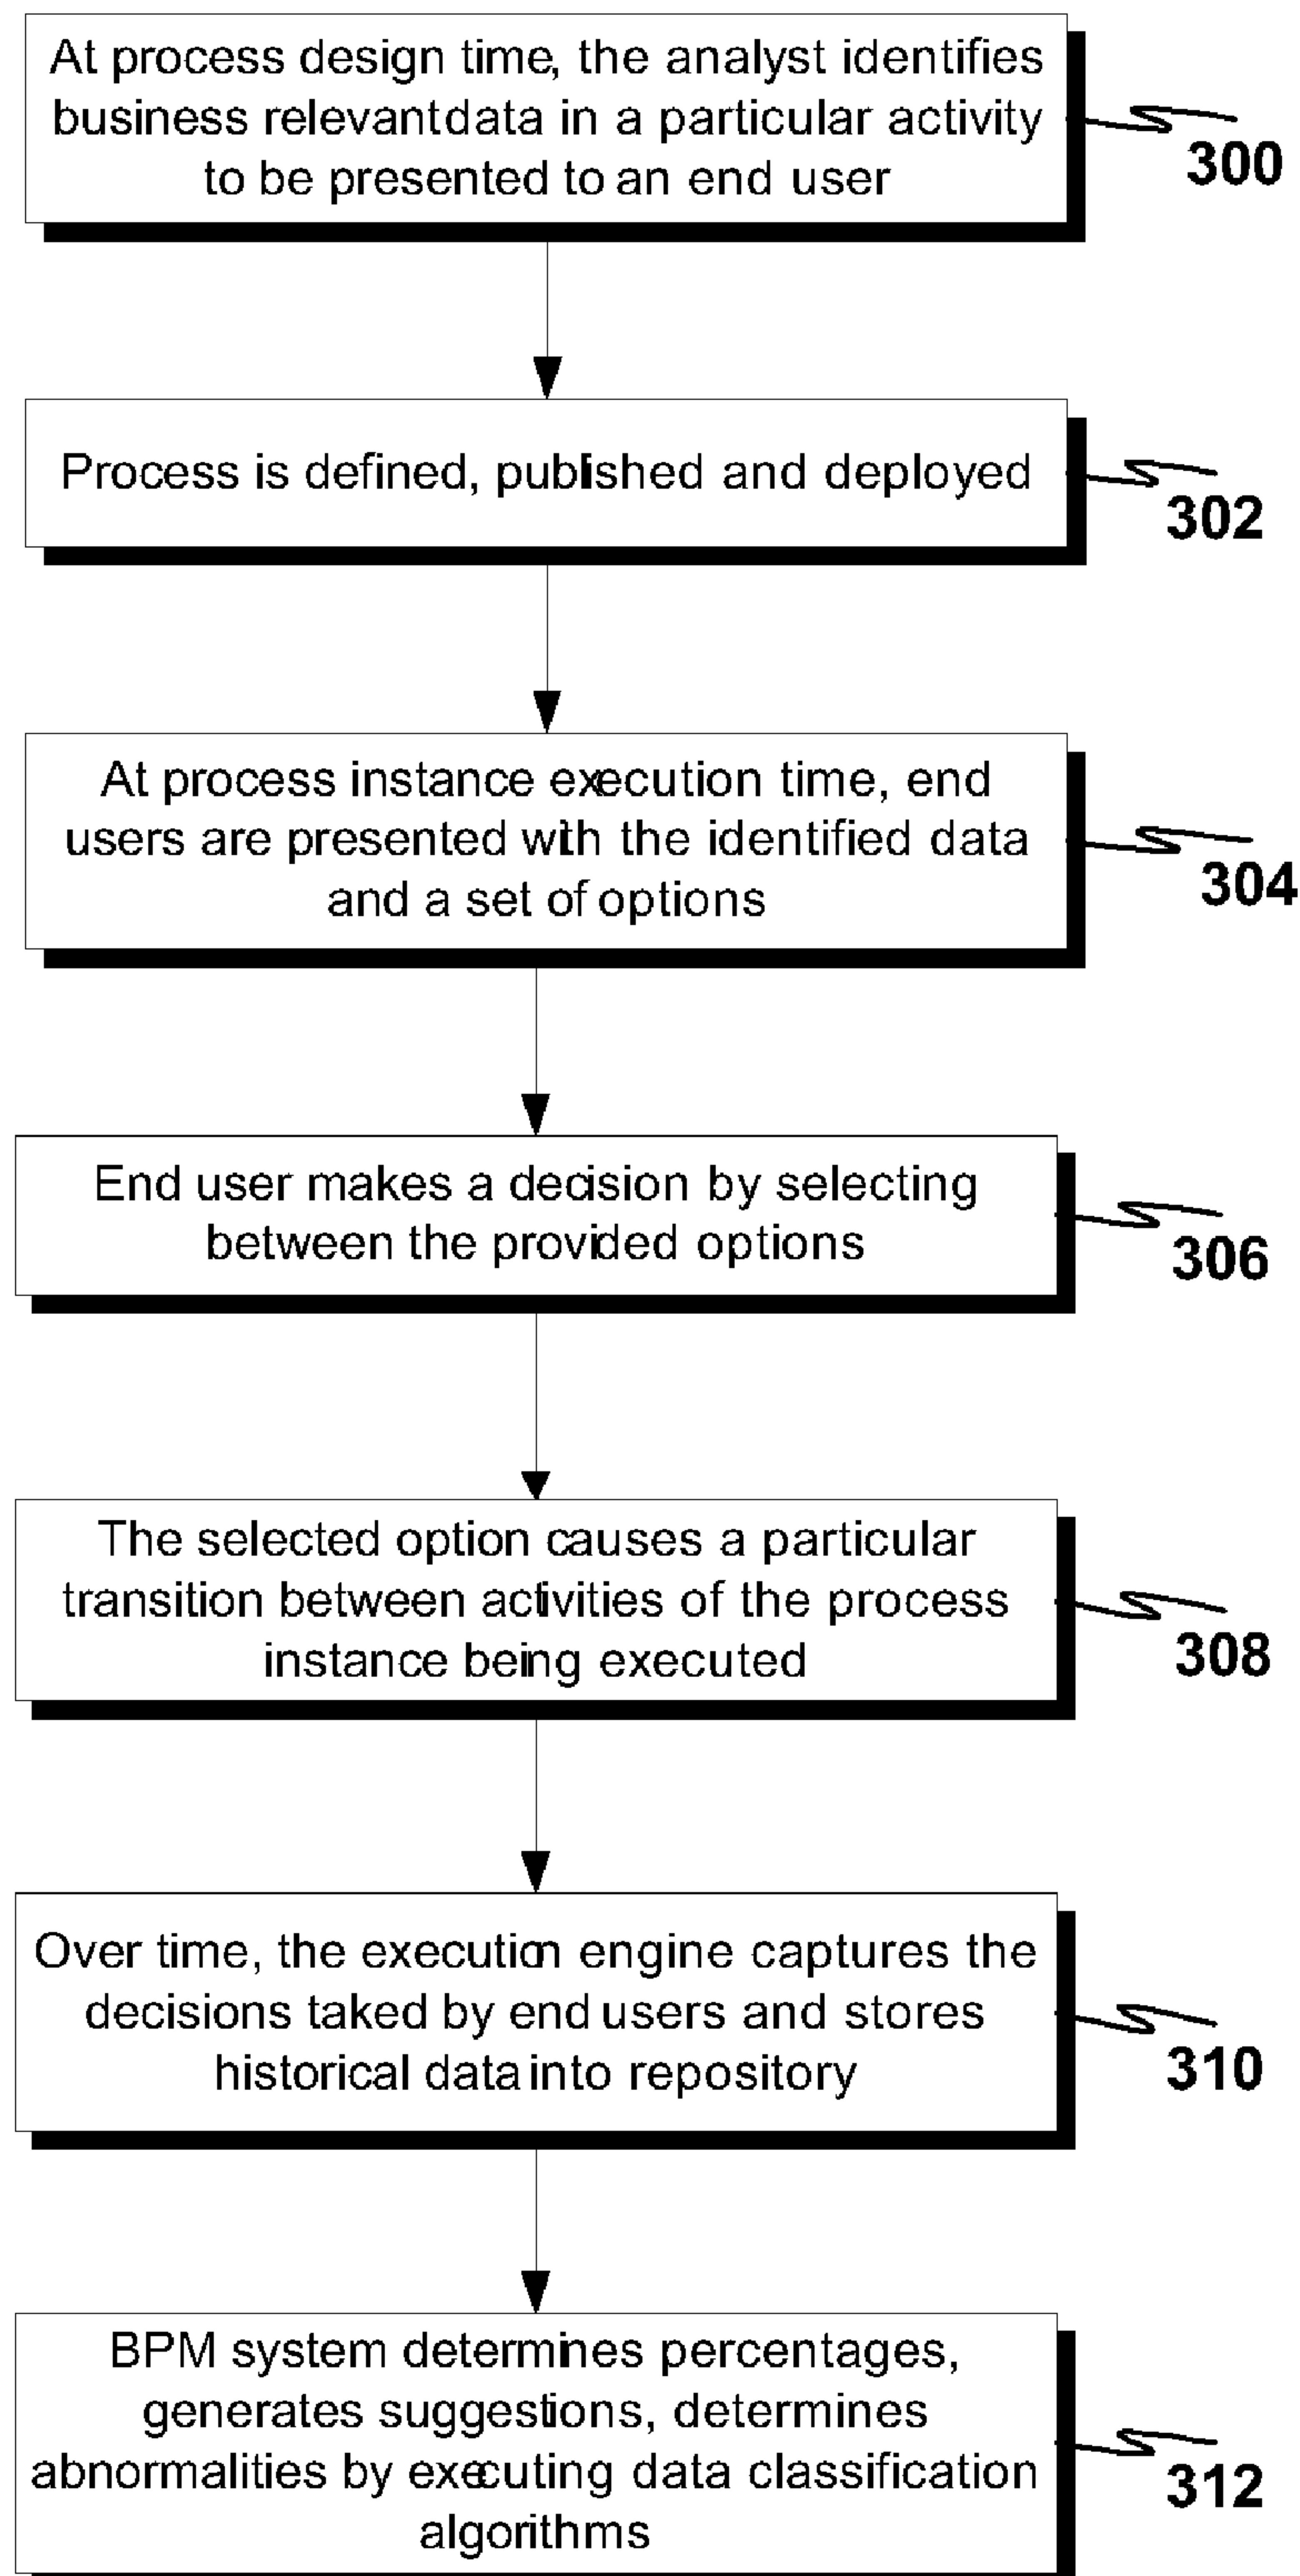 At process design time, the analyst identifies
business relevant data in a particular activity
to be presented to an end user
300
Process is defined, published and deployed
302
At process instance execution time, end
users are presented with the identified data
and a set of options
304
End user makes a decision by selecting
between the provided options
306
The selected option causes a particular
transition between activities of the process
instance being executed
308
Over time, the execution engine captures the
decisions taked by end users and stores
historical data into repository
310
BPM system determines percentages,
generates suggestions, determines
abnormalities by executing data classification
algorithms
312